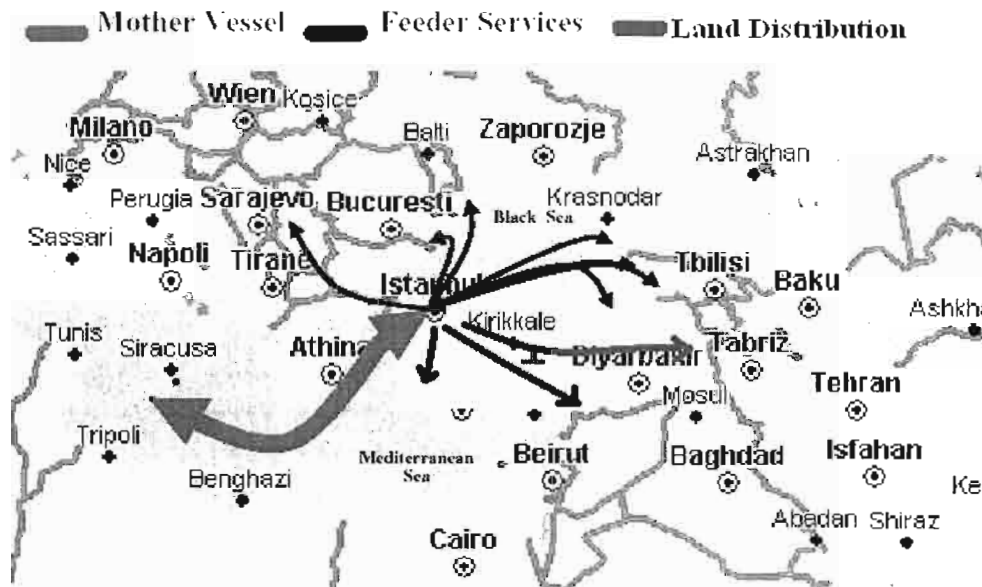 Mother Vessel Feeder Services Land Distribution
Wien
Kosice
Milano
Balti
Zaporozje
Astrakhan
Nice
Perugia
Sarajevo
Bucuresti
Krasnodar
Black Sea
Sassari
Napoli
Tirane
Istanbul
Tbilisi
Baku
Ashkha
Tunis
Siracusa
Athina
Kirikkale
Diyarbakir
Tabriz
Mosul
Tehran
Tripoli
Mediterranean
Sea
Beirut
Baghdad
Isfahan
Benghazi
Ke
Abadan
Shiraz
Cairo